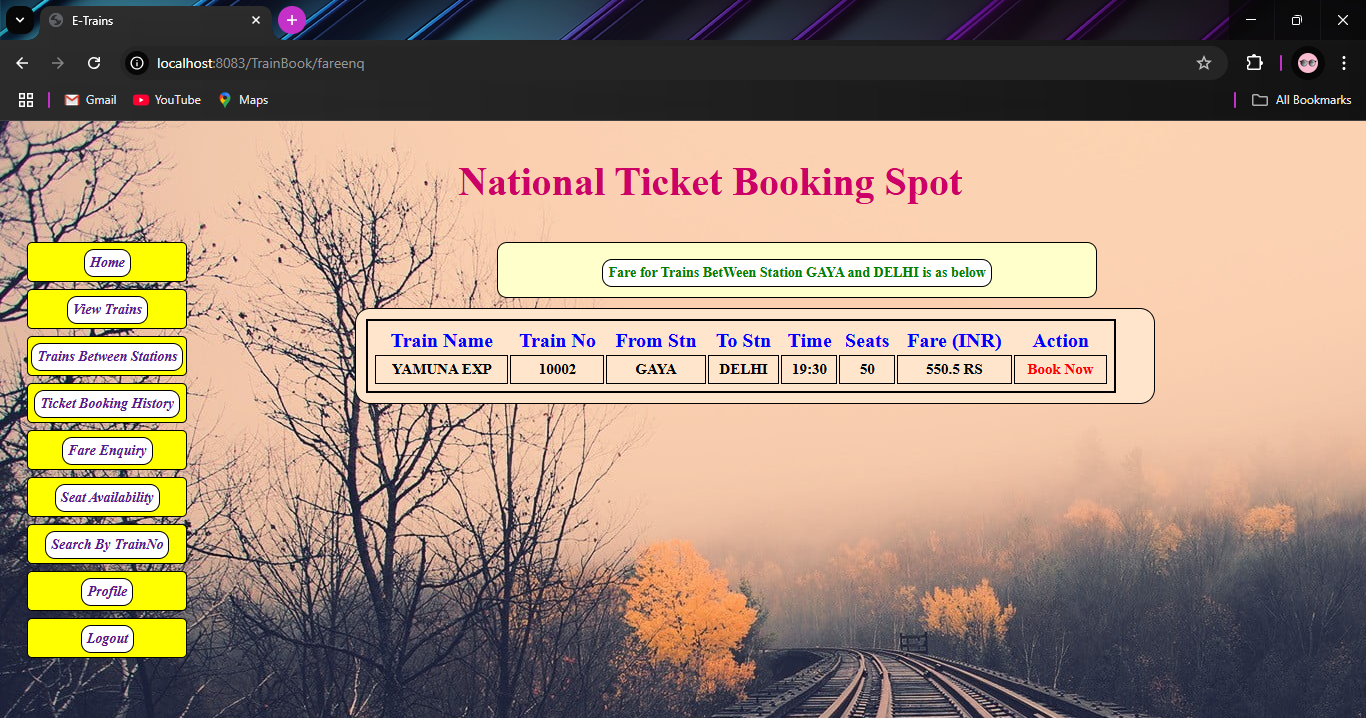 E-Trains
localhost:8083/TrainBook/fareenq
Gmail YouTube Maps All Bookmarks
National Ticket Booking Spot
Home
View Trains
Trains Between Stations
Ticket Booking History
Fare Enquiry
Seat Availability
Search By TrainNo
Profile
Logout
Fare for Trains BetWeen Station GAYA and DELHI is as below
Train Name Train No From Stn To Stn Time Seats Fare (INR) Action
YAMUNA EXP 10002 GAYA DELHI 19:30 50 550.5 RS Book Now